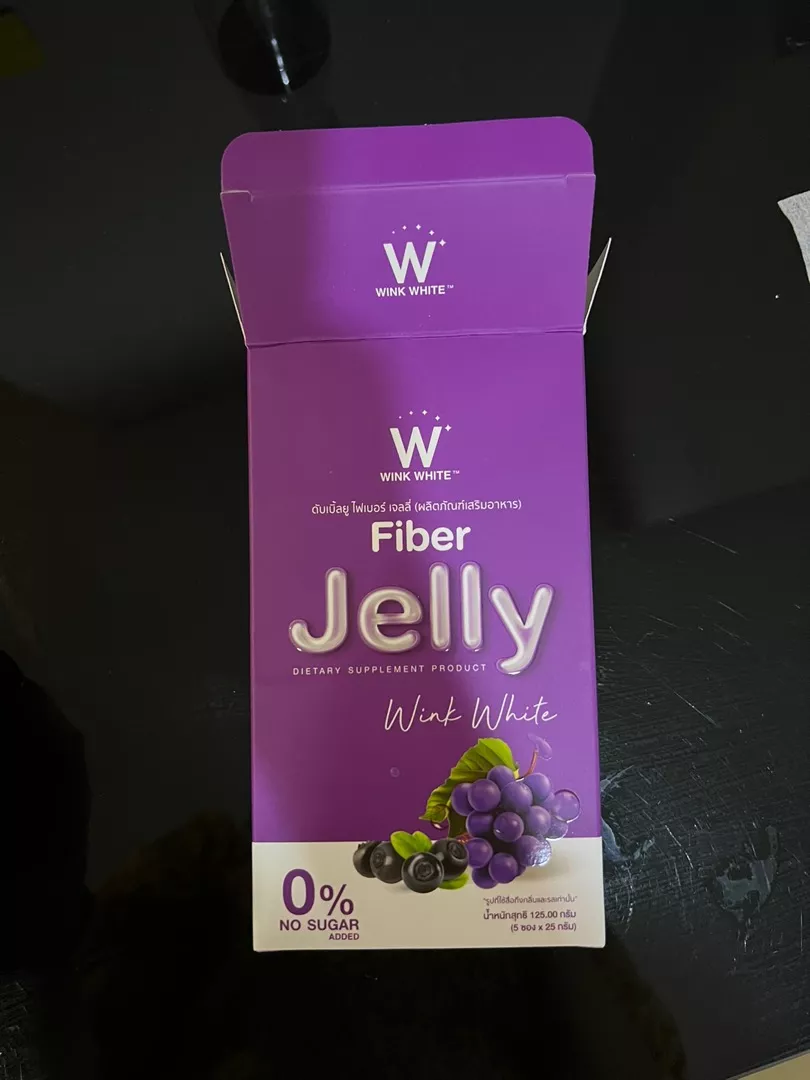 W
WINK WHITE™
W
WINK WHITE™
ดับเบิ้ลยู ไฟเบอร์ เจลลี่ (ผลิตภัณฑ์เสริมอาหาร)
Fiber
Jelly
DIETARY SUPPLEMENT PRODUCT
Wink White
0%
NO SUGAR
ADDED
"รูปที่ใช้สื่อถึงกลิ่นและรสเท่านั้น"
น้ำหนักสุทธิ 125.00 กรัม
(5 ซอง x 25 กรัม)